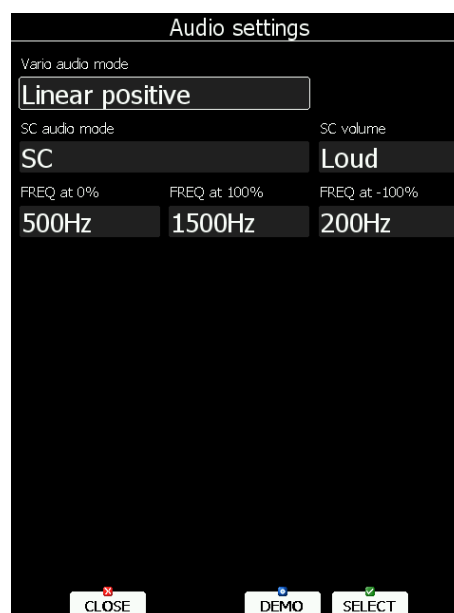 Audio settings
Vario audio mode
Linear positive
SC audio mode SC volume
SC Loud
FREQ at 0% FREQ at 100% FREQ at -100%
500Hz 1500Hz 200Hz
CLOSE DEMO SELECT